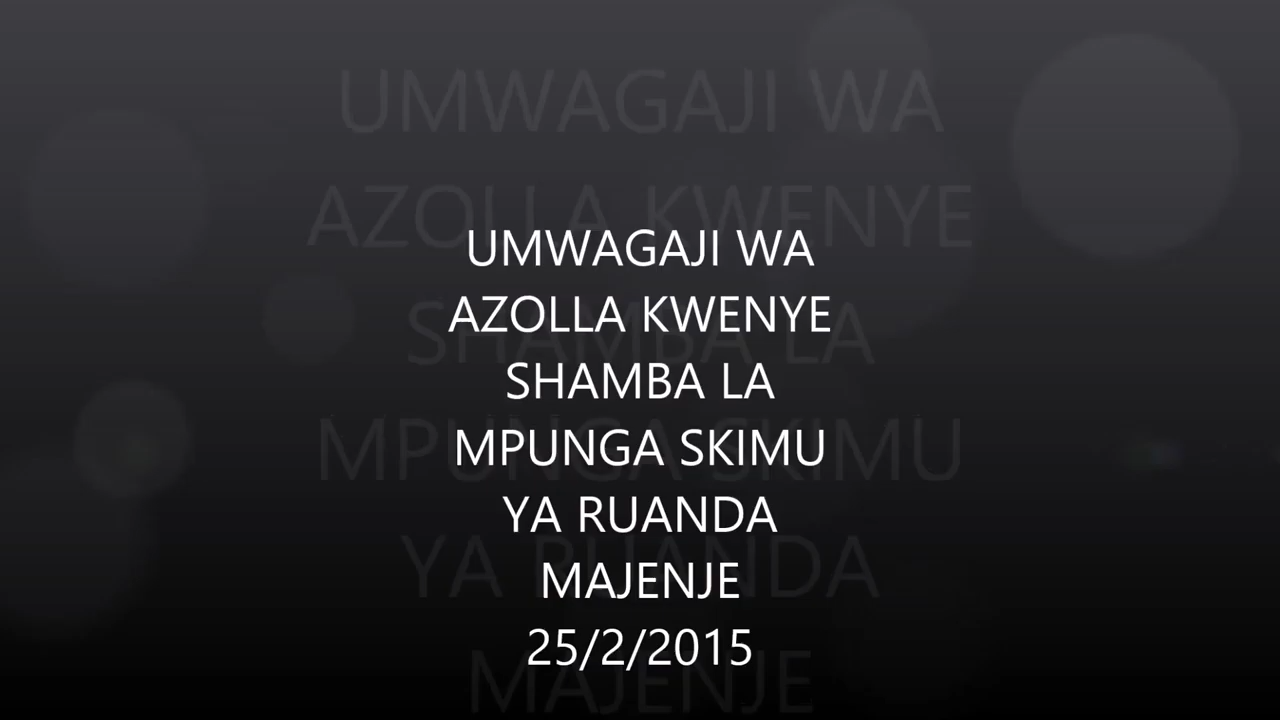 UMWAGAJI WA
AZOLLA KWENYE
SHAMBA LA
MPUNGA SKIMU
YA RUANDA
MAJENJE
25/2/2015